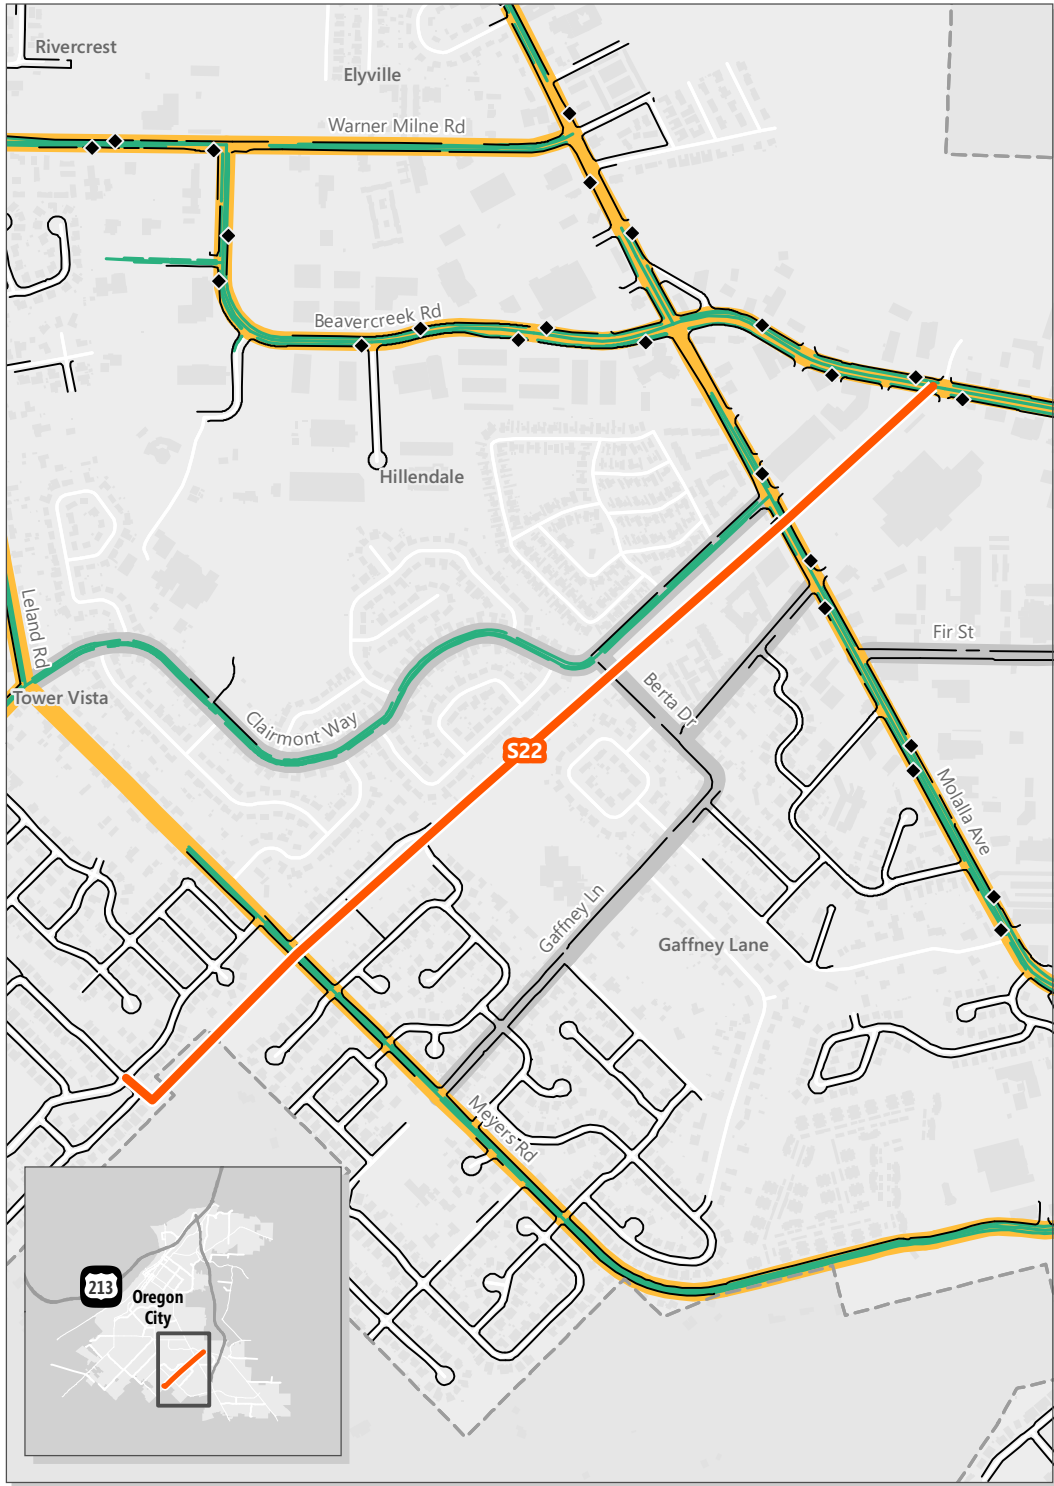 Rivercrest
Elyville
Warner Milne Rd
Beavercreek Rd
Hillendale
Leland Rd
Fir St
Tower Vista
Clairmont Way
Berta Dr
S22
Molalla Ave
Gaffney Ln
Gaffney Lane
Meyers Rd
213
Oregon
City